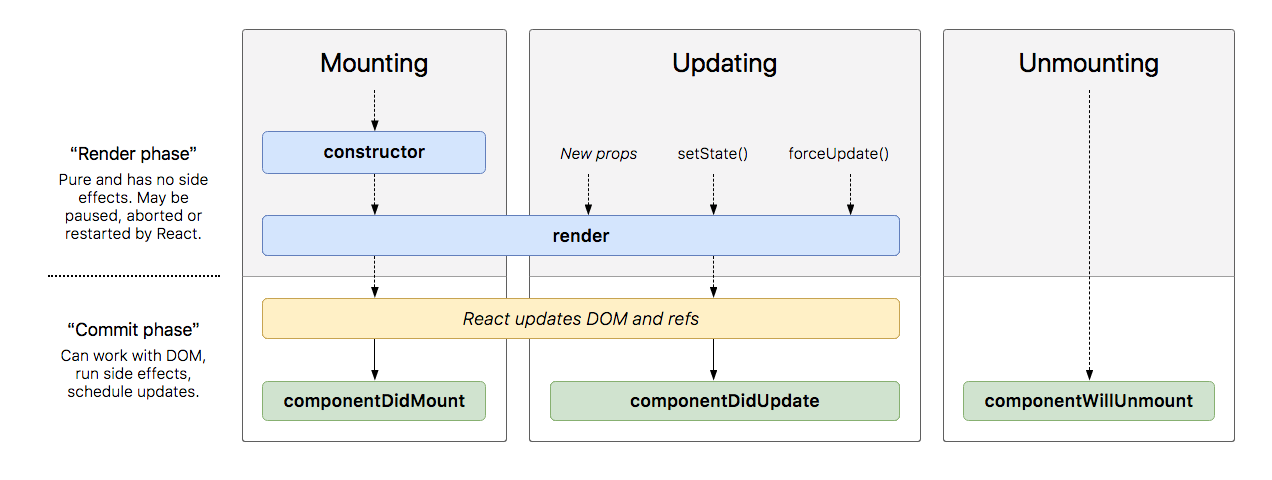 Mounting
Updating
Unmounting
“Render phase”
Pure and has no side
effects. May be
paused, aborted or
restarted by React.
constructor
New props
setState()
forceUpdate()
render
“Commit phase”
Can work with DOM,
run side effects,
schedule updates.
React updates DOM and refs
componentDidMount
componentDidUpdate
componentWillUnmount